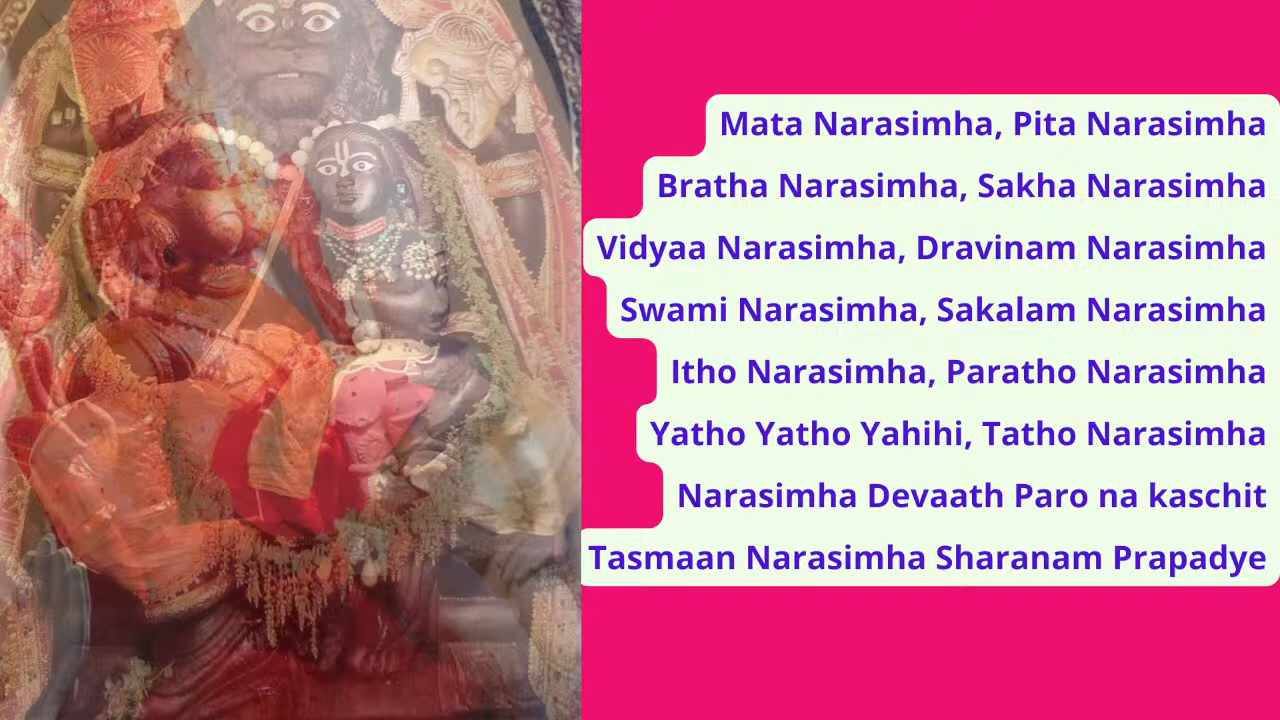 Mata Narasimha, Pita Narasimha
Bratha Narasimha, Sakha Narasimha
Vidyaa Narasimha, Dravinam Narasimha
Swami Narasimha, Sakalam Narasimha
Itho Narasimha, Paratho Narasimha
Yatho Yatho Yahihi, Tatho Narasimha
Narasimha Devaath Paro na kaschit
Tasmaan Narasimha Sharanam Prapadye